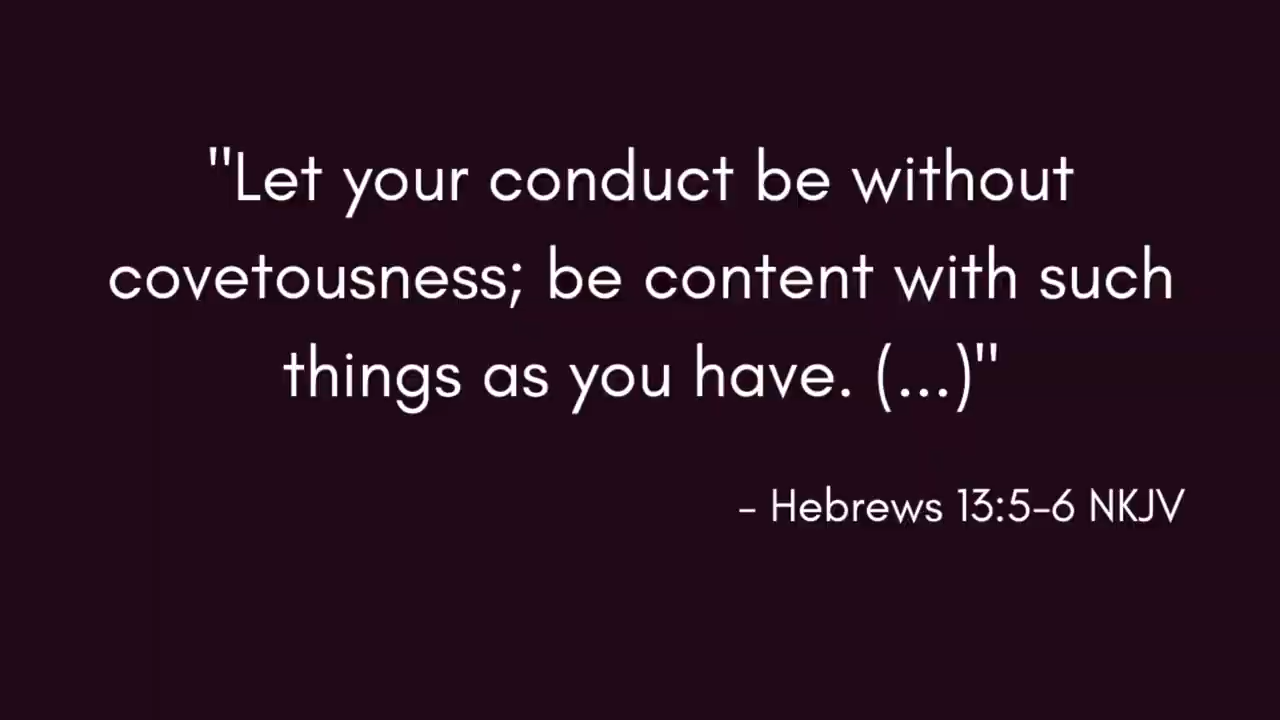 "Let your conduct be without
covetousness; be content with such
things as you have. (...)"
- Hebrews 13:5-6 NKJV